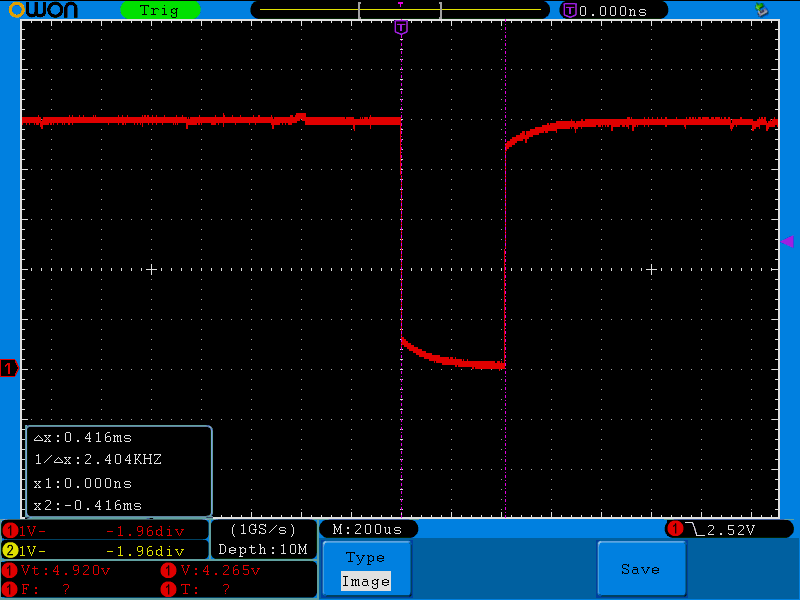 OWON Trig T 0.000ns
T
1
△x:0.416ms
1/△x:2.404KHZ
x1:0.000ns
x2:-0.416ms
1 1V- -1.96div (1GS/s) M:200us 1 2.52V
2 1V- -1.96div Depth:10M Type Save
1 Vt:4.920v 1 V:4.265v Image
1 F: ? 1 T: ?